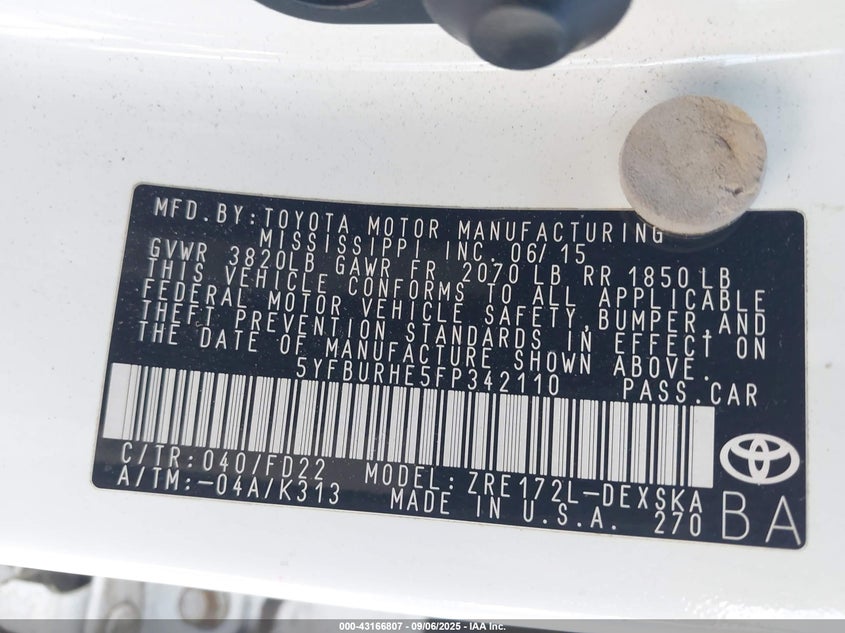 MFD.BY:TOYOTA MOTOR MANUFACTURING
MISSISSIPPI INC. 06/15
GVWR 3820LB GAWR FR 2070 LB RR 1850LB
THIS VEHICLE CONFORMS TO ALL APPLICABLE
FEDERAL MOTOR VEHICLE SAFETY,BUMPER,AND
THEFT PREVENTION STANDARDS IN EFFECT ON
THE DATE OF MANUFACTURE SHOWN ABOVE.
5YFBURHE5FP342110 PASS.CAR
C/TR:040/FD22 MODEL:ZRE172L-DEXSKA
A/TM:-04A/K313 MADE IN U.S.A. 270
BA
000-43166807 - 09/06/2025 - IAA Inc.